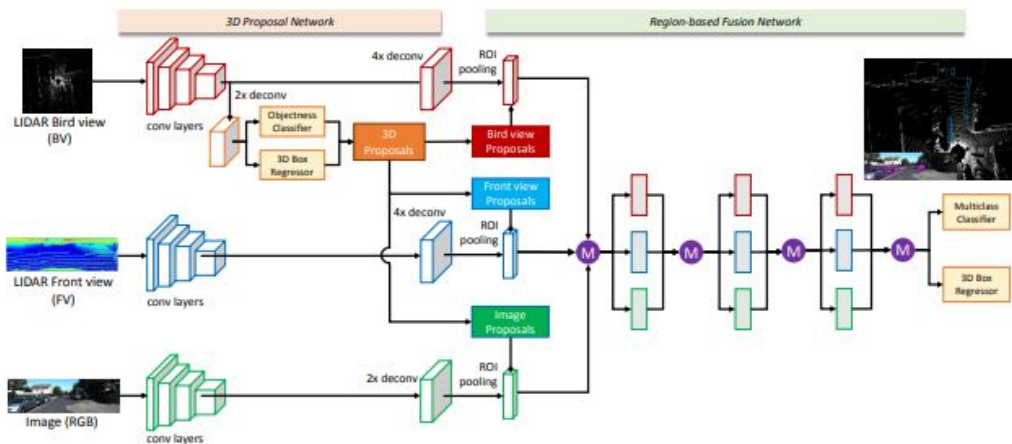 3D Proposal Network
Region-based Fusion Network
LIDAR Bird view
(BV)
conv layers
2x deconv
4x deconv
ROI
pooling
Objectness
Classifier
3D Box
Regressor
3D
Proposals
Bird view
Proposals
Front view
Proposals
LIDAR Front view
(FV)
conv layers
4x deconv
ROI
pooling
Image
Proposals
Image (RGB)
conv layers
2x deconv
ROI
pooling
M
M
M
M
Multiclass
Classifier
3D Box
Regressor